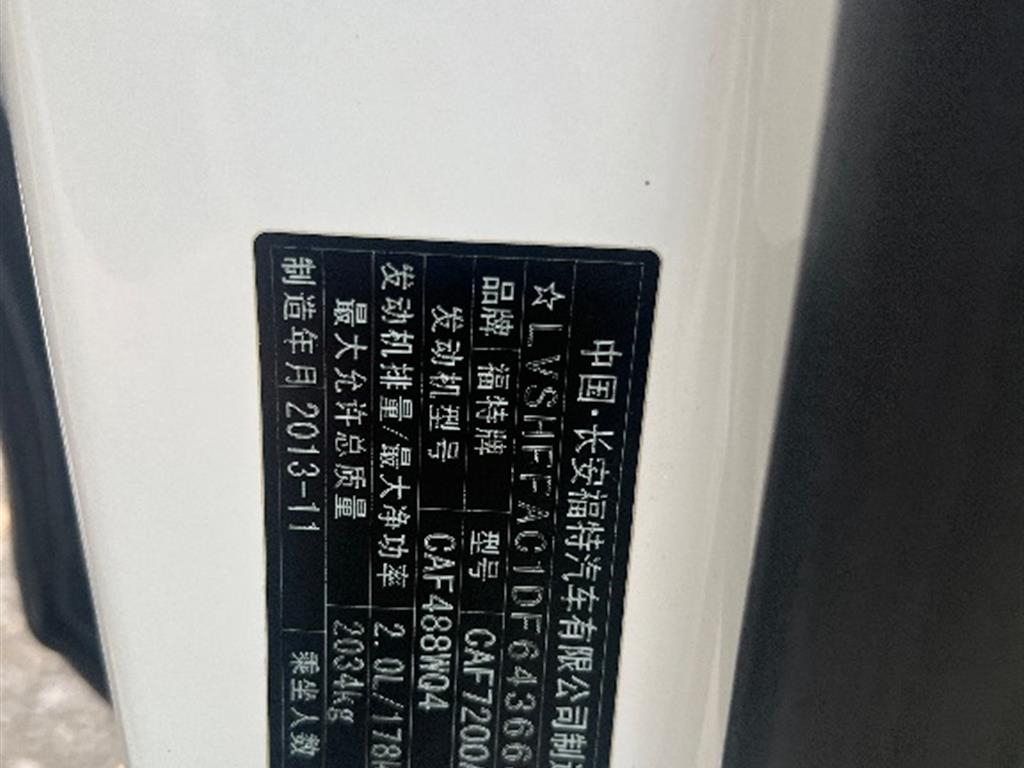 中国·长安福特汽车有限公司制造
☆LVSHFFAC1DF64366
品牌 福特牌 型号 CAF7200A
发动机型号 CAF488WQ4
发动机排量/最大净功率 2.0L/178
最大允许总质量 2034kg
制造年月 2013-11 乘坐人数